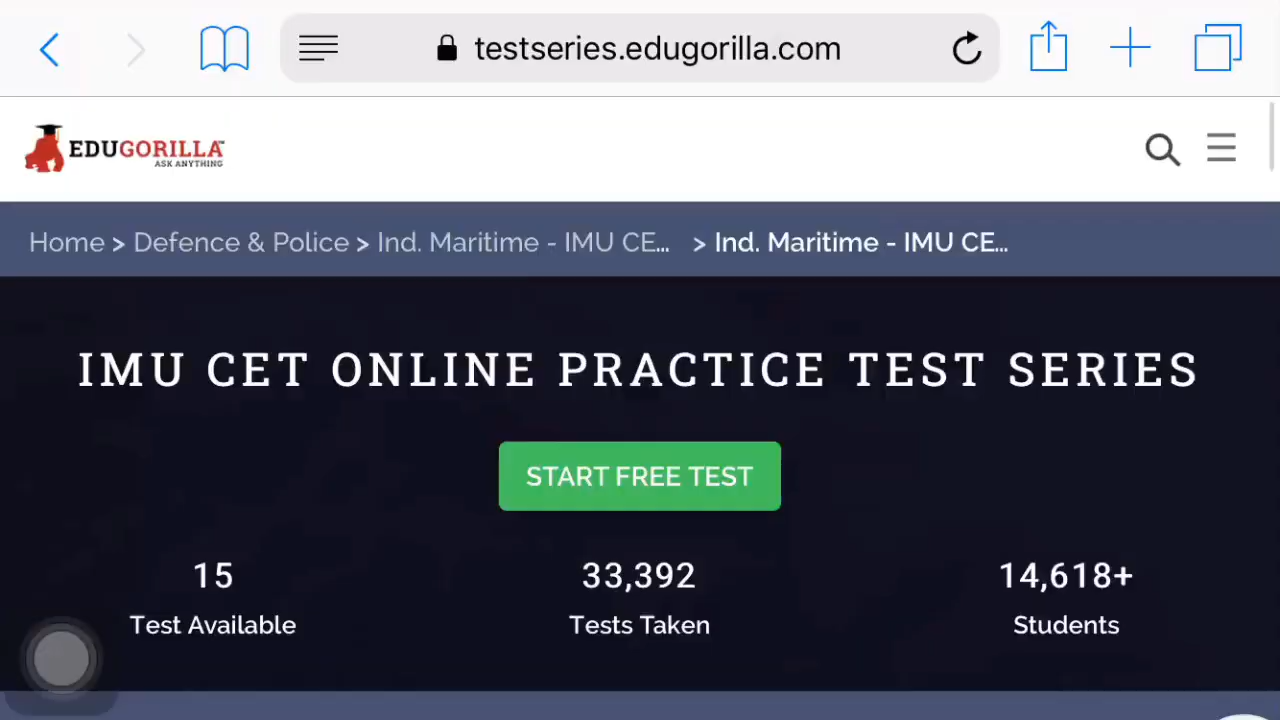 testseries.edugorilla.com
EDUGORILLA
ASK ANYTHING
Home > Defence & Police > Ind. Maritime - IMU CE... > Ind. Maritime - IMU CE...
IMU CET ONLINE PRACTICE TEST SERIES
START FREE TEST
15 33,392 14,618+
Test Available Tests Taken Students